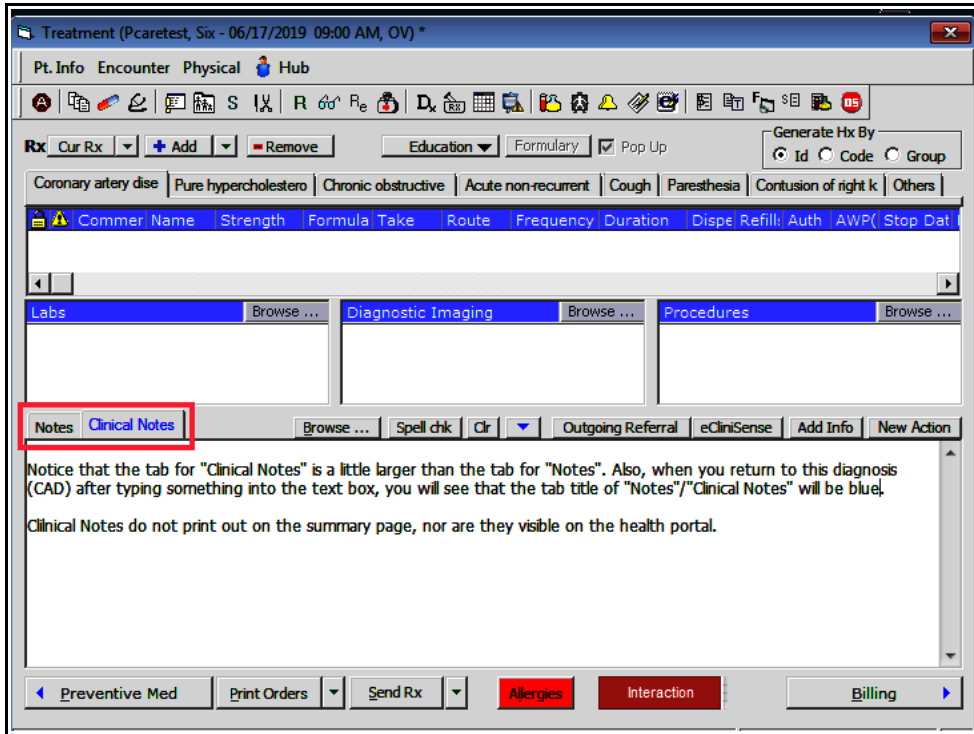 Treatment (Pcaretest, Six - 06/17/2019 09:00 AM, OV) *
Pt. Info Encounter Physical Hub
A S R Re Rx Dx OS
Rx Cur Rx Add Remove Education Formulary Pop Up Generate Hx By Id Code Group
Coronary artery dise Pure hypercholestero Chronic obstructive Acute non-recurrent Cough Paresthesia Contusion of right k Others
Commer Name Strength Formula Take Route Frequency Duration Dispe Refill: Auth AWP( Stop Dat
Labs Browse ... Diagnostic Imaging Browse ... Procedures Browse ...
Notes Clinical Notes Browse ... Spell chk Clr Outgoing Referral eCliniSense Add Info New Action
Notice that the tab for "Clinical Notes" is a little larger than the tab for "Notes". Also, when you return to this diagnosis
(CAD) after typing something into the text box, you will see that the tab title of "Notes"/"Clinical Notes" will be blue.
Clilnical Notes do not print out on the summary page, nor are they visible on the health portal.
Preventive Med Print Orders Send Rx Allergies Interaction Billing